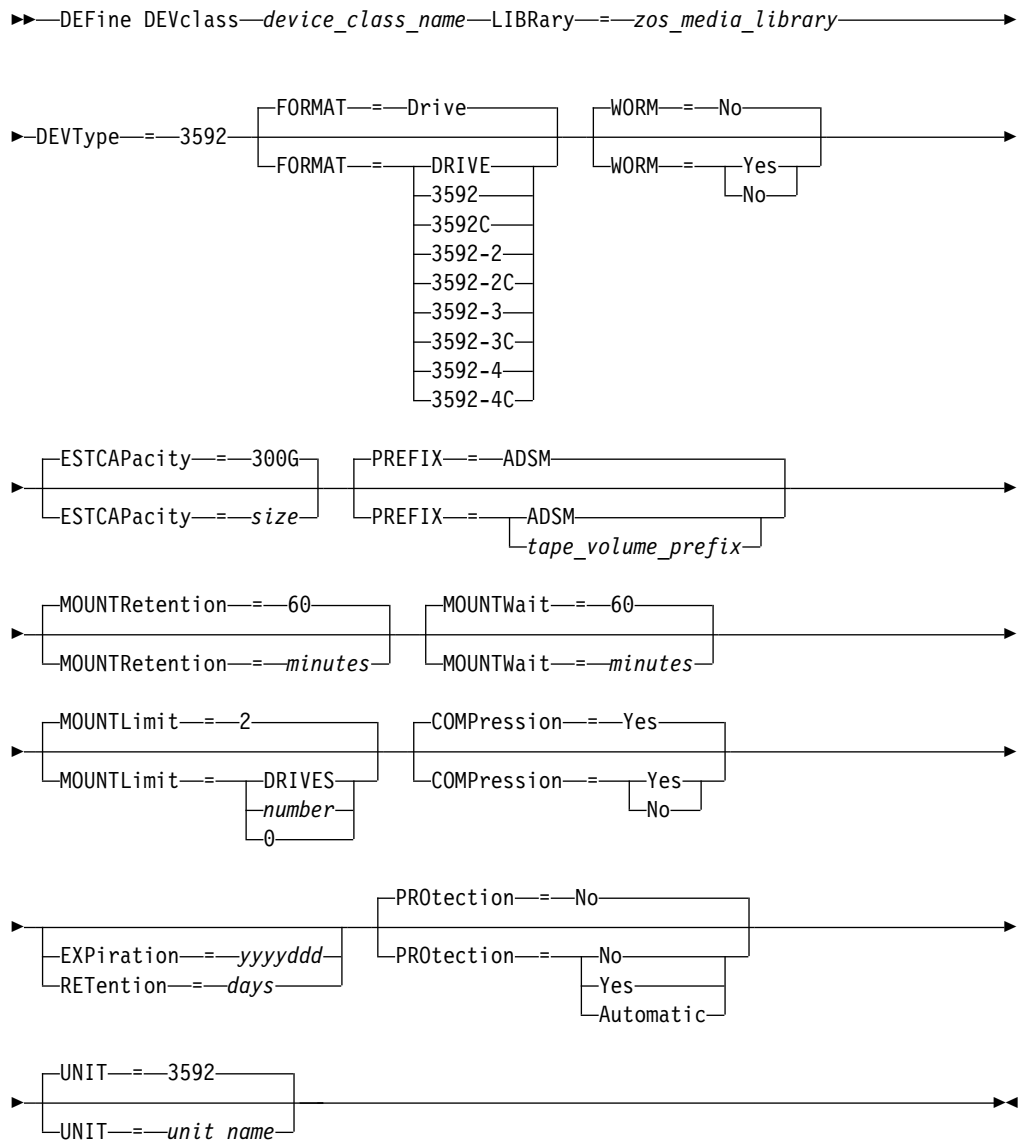 DEFine DEVclass device_class_name LIBRary = zos_media_library
FORMAT = Drive WORM = No
DEVType = 3592
FORMAT = DRIVE WORM = Yes
3592 No
3592C
3592-2
3592-2C
3592-3
3592-3C
3592-4
3592-4C
ESTCAPacity = 300G PREFIX = ADSM
ESTCAPacity = size PREFIX = ADSM
tape_volume_prefix
MOUNTRetention = 60 MOUNTWait = 60
MOUNTRetention = minutes MOUNTWait = minutes
MOUNTLimit = 2 COMPression = Yes
MOUNTLimit = DRIVES COMPression = Yes
number No
0
PROtection = No
EXPiration = yyyyddd PROtection = No
RETention = days Yes
Automatic
UNIT = 3592
UNIT = unit_name